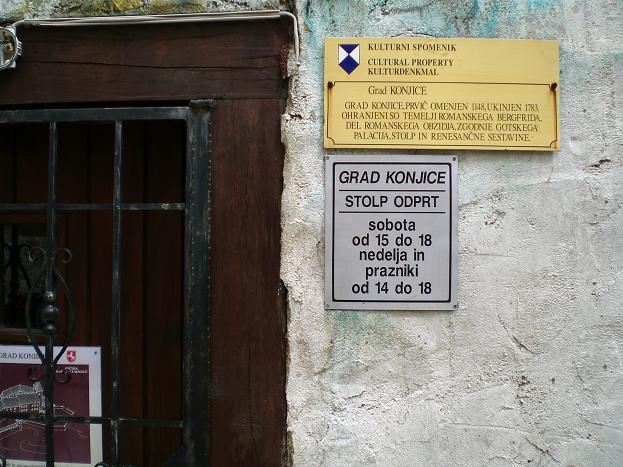 KULTURNI SPOMENIK
CULTURAL PROPERTY
KULTURDENKMAL
Grad KONJICE
GRAD KONJICE, PRVIČ OMENJEN 1148, UKINJEN 1783.
OHRANJENI SO TEMELJI ROMANSKEGA BERGFRIDA,
DEL ROMANSKEGA OBZIDJA, ZGODNJE GOTSKEGA
PALACIJA, STOLP IN RENESANČNE SESTAVINE.
GRAD KONJICE
STOLP ODPRT
sobota
od 15 do 18
nedelja in
prazniki
od 14 do 18
GRAD KONJI